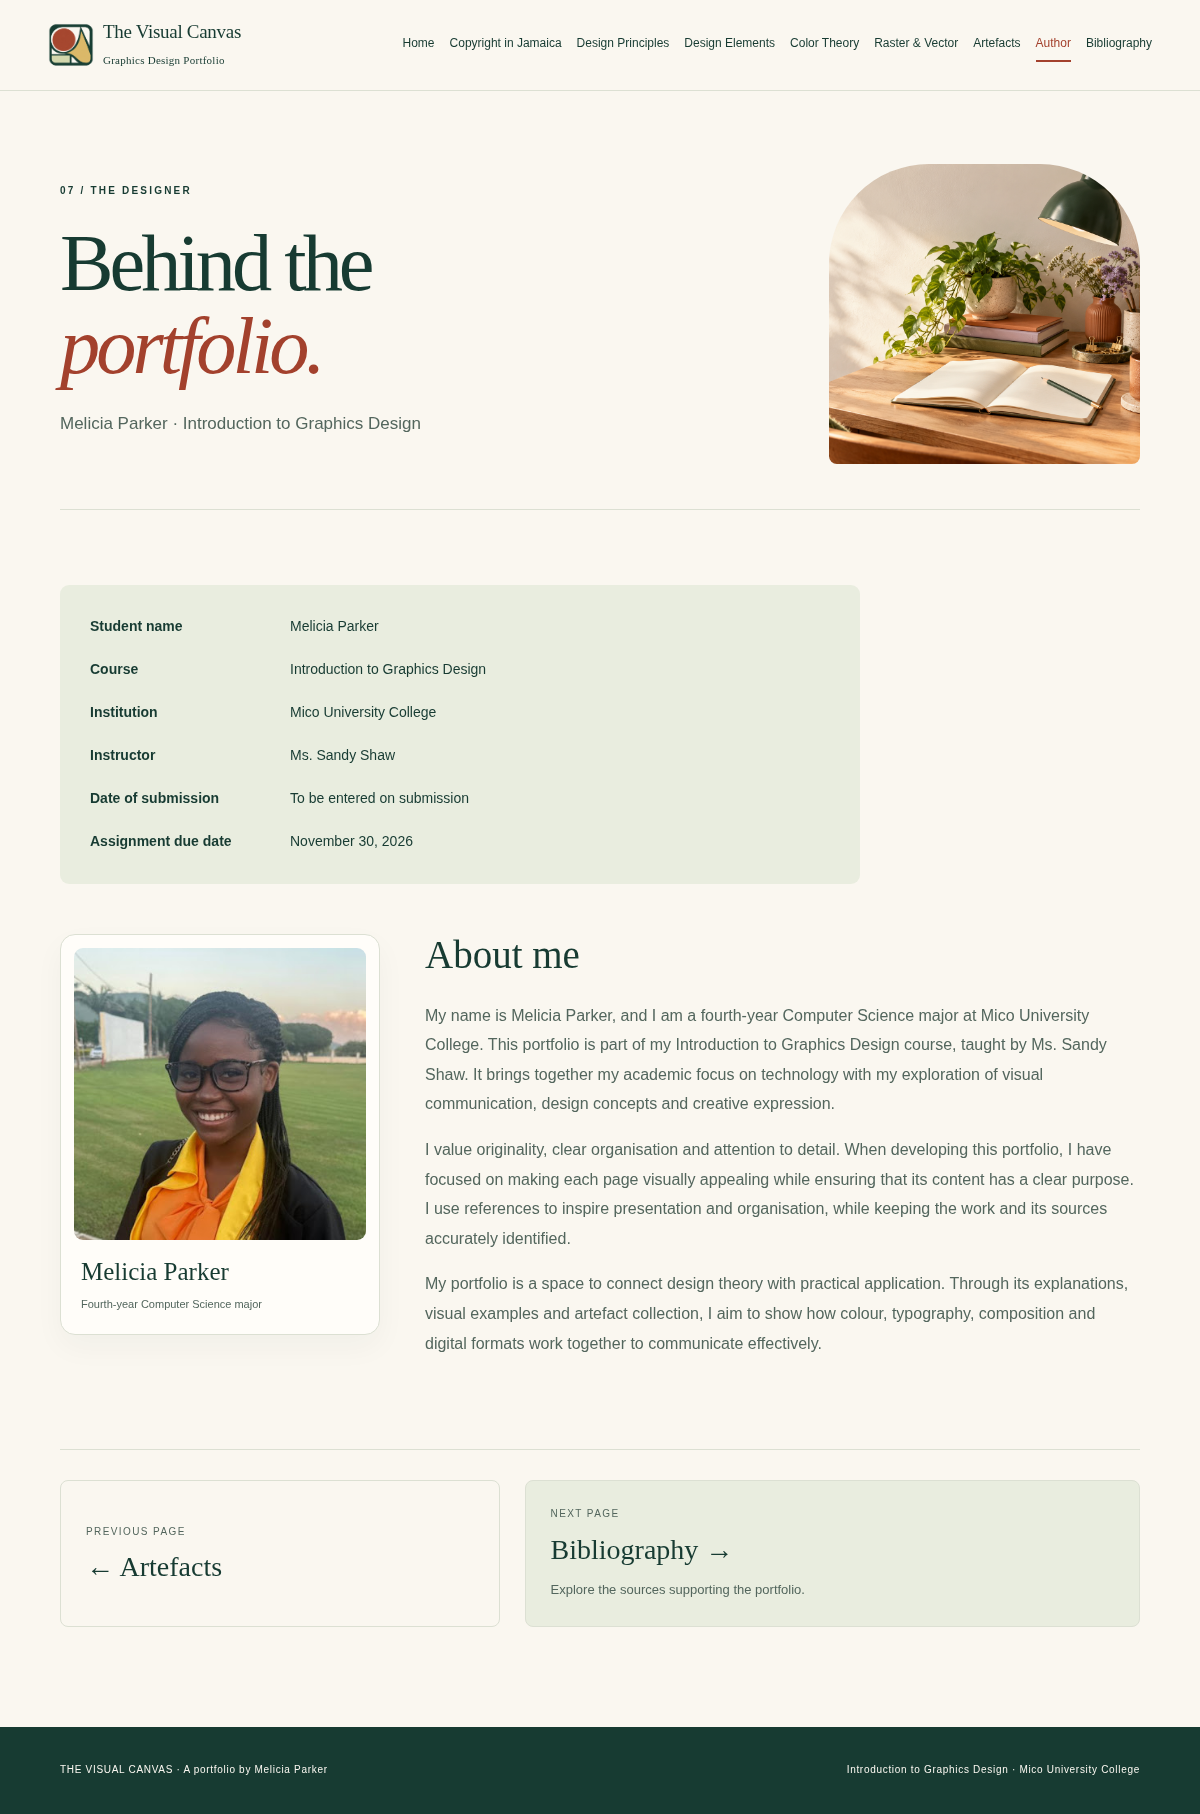 The Visual Canvas
Graphics Design Portfolio
Home Copyright in Jamaica Design Principles Design Elements Color Theory Raster & Vector Artefacts Author Bibliography
07 / THE DESIGNER
Behind the
portfolio.
Melicia Parker · Introduction to Graphics Design
Student name Melicia Parker
Course Introduction to Graphics Design
Institution Mico University College
Instructor Ms. Sandy Shaw
Date of submission To be entered on submission
Assignment due date November 30, 2026
About me
My name is Melicia Parker, and I am a fourth-year Computer Science major at Mico University
College. This portfolio is part of my Introduction to Graphics Design course, taught by Ms. Sandy
Shaw. It brings together my academic focus on technology with my exploration of visual
communication, design concepts and creative expression.
I value originality, clear organisation and attention to detail. When developing this portfolio, I have
focused on making each page visually appealing while ensuring that its content has a clear purpose.
I use references to inspire presentation and organisation, while keeping the work and its sources
accurately identified.
My portfolio is a space to connect design theory with practical application. Through its explanations,
visual examples and artefact collection, I aim to show how colour, typography, composition and
digital formats work together to communicate effectively.
Melicia Parker
Fourth-year Computer Science major
PREVIOUS PAGE
← Artefacts
NEXT PAGE
Bibliography →
Explore the sources supporting the portfolio.
THE VISUAL CANVAS · A portfolio by Melicia Parker
Introduction to Graphics Design · Mico University College